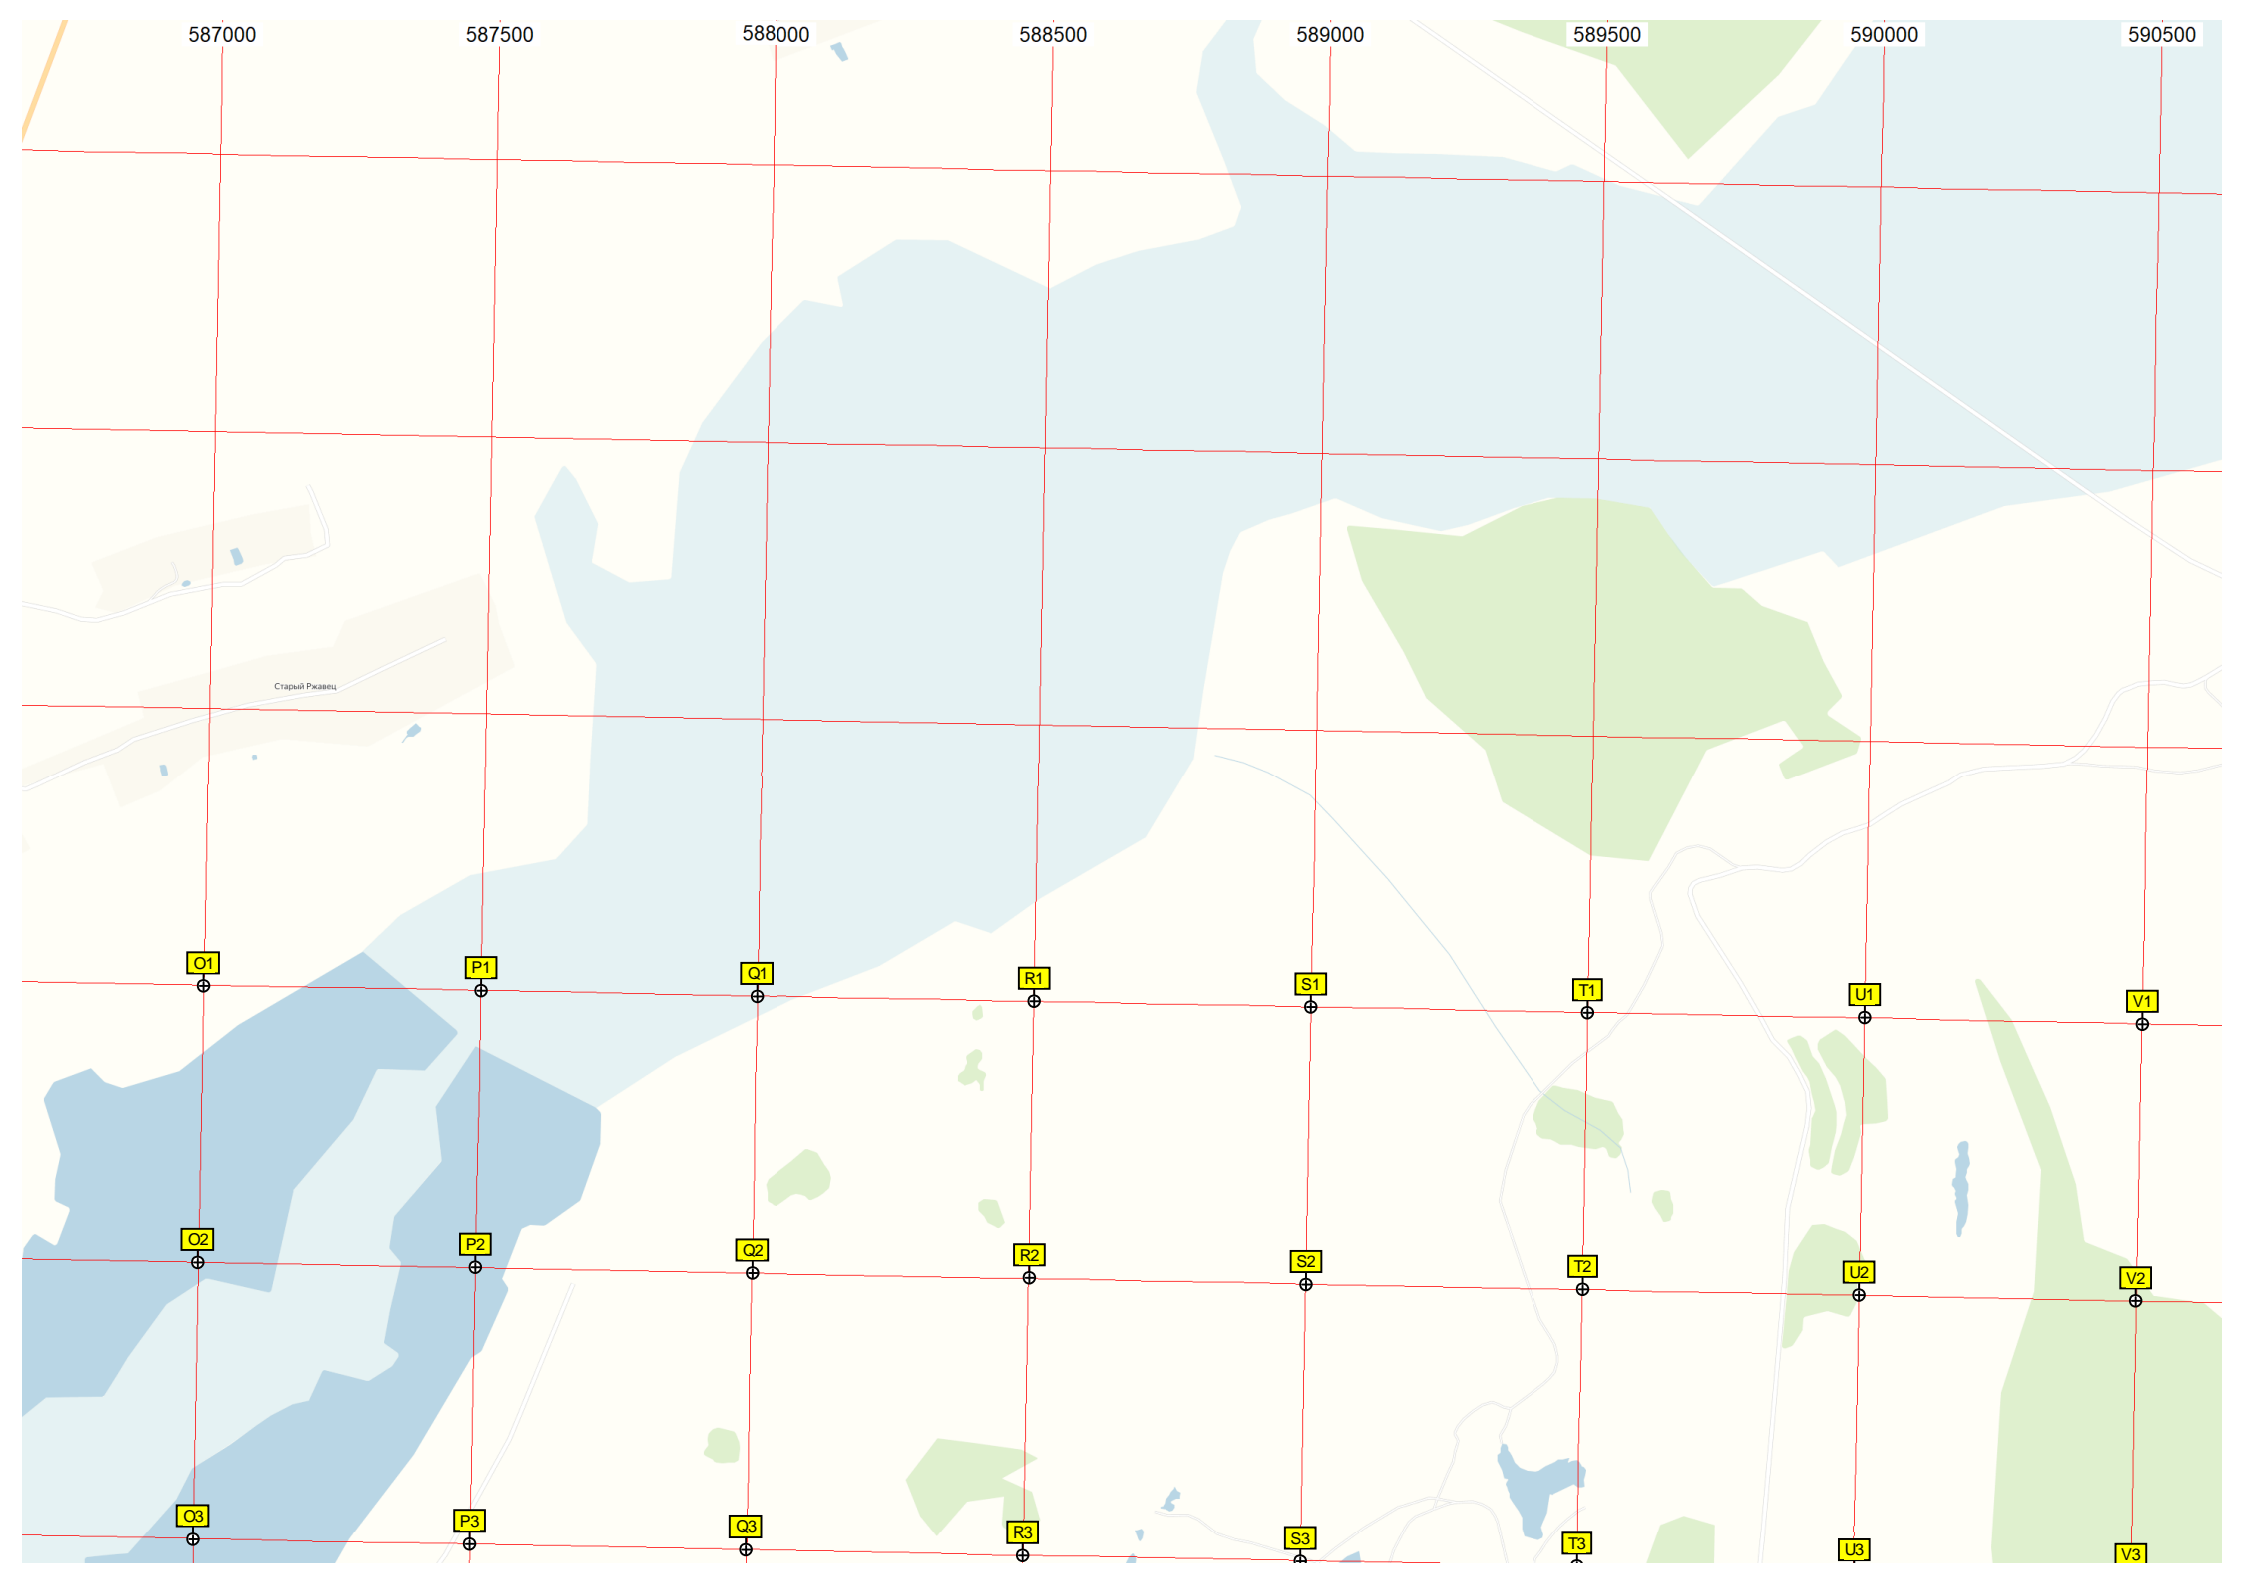 587000 587500 588000 588500 589000 589500 590000 590500
Старый Ржавец
O1 P1 Q1 R1 S1 T1 U1 V1
O2 P2 Q2 R2 S2 T2 U2 V2
O3 P3 Q3 R3 S3 T3 U3 V3